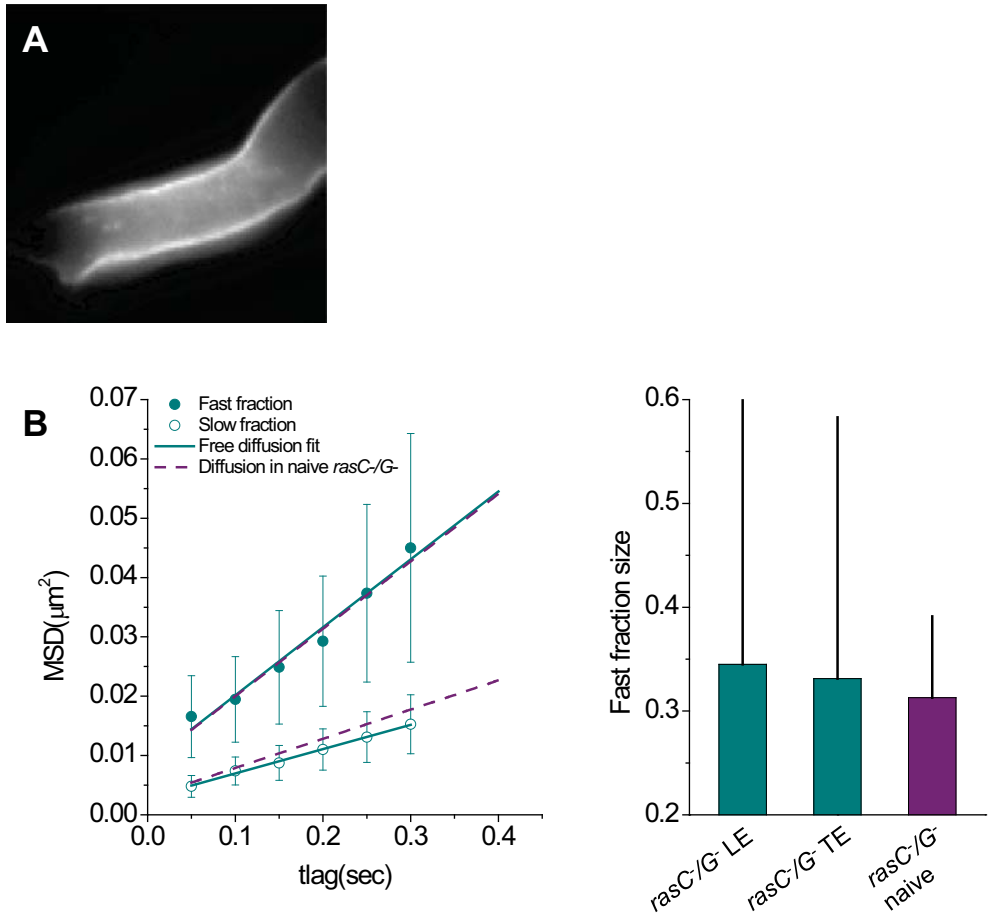 A
B
0.07
0.06
0.05
0.04
0.03
0.02
0.01
0.00
MSD(μm²)
Fast fraction
Slow fraction
Free diffusion fit
Diffusion in naive rasC-/G-
0.0 0.1 0.2 0.3 0.4
tlag(sec)
0.6
0.5
0.4
0.3
0.2
Fast fraction size
rasC-/G- LE
rasC-/G- TE
rasC-/G-
naive